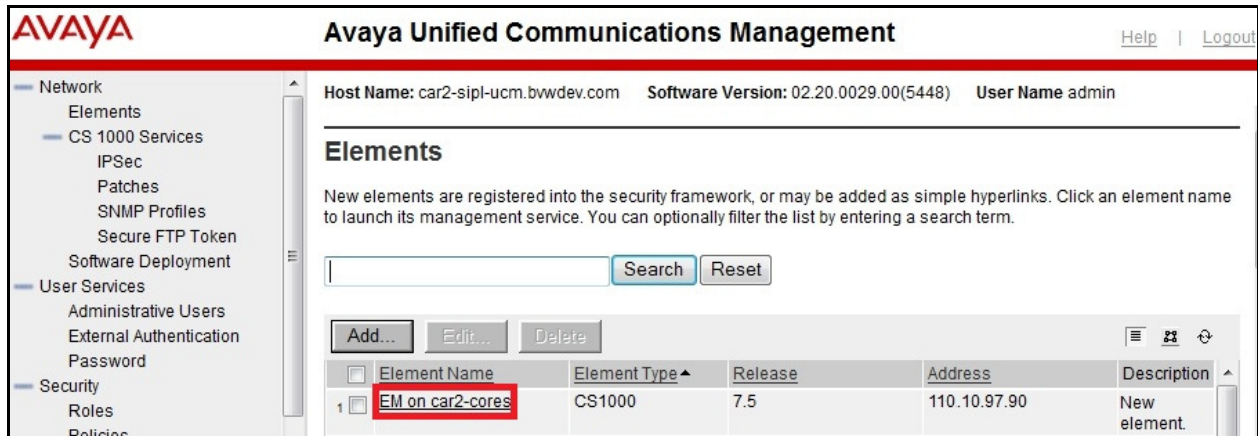 AVAYA
Avaya Unified Communications Management
Help | Logout
Network
Elements
CS 1000 Services
IPSec
Patches
SNMP Profiles
Secure FTP Token
Software Deployment
User Services
Administrative Users
External Authentication
Password
Security
Roles
Policies
Host Name: car2-sipl-ucm.bvwdev.com Software Version: 02.20.0029.00(5448) User Name admin
Elements
New elements are registered into the security framework, or may be added as simple hyperlinks. Click an element name
to launch its management service. You can optionally filter the list by entering a search term.
Search Reset
Add... Edit... Delete
Element Name Element Type Release Address Description
1 EM on car2-cores CS1000 7.5 110.10.97.90 New
element.